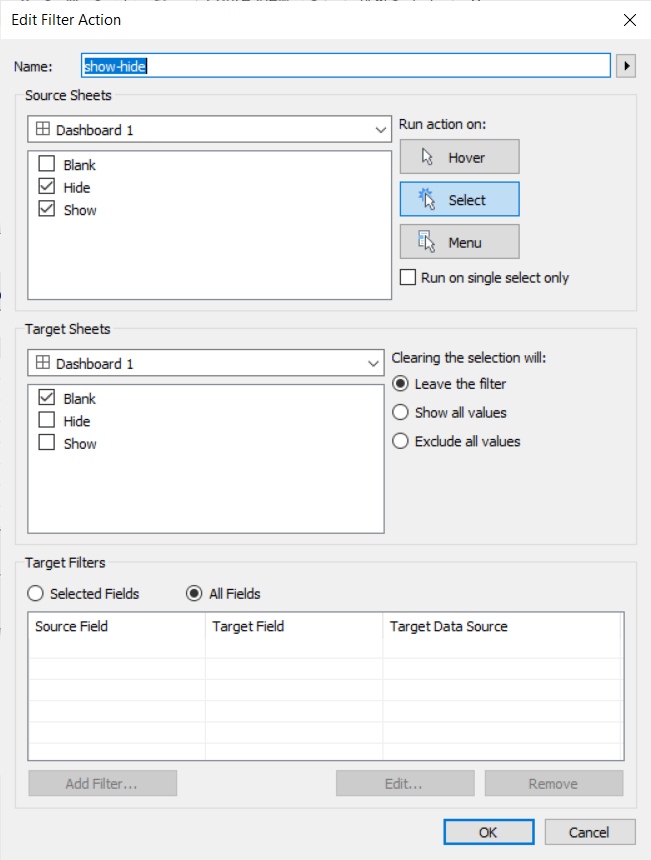 Edit Filter Action
Name: show-hide
Source Sheets
Dashboard 1
Run action on:
Blank
Hide
Show
Hover
Select
Menu
Run on single select only
Target Sheets
Dashboard 1
Clearing the selection will:
Blank
Hide
Show
Leave the filter
Show all values
Exclude all values
Target Filters
Selected Fields All Fields
Source Field Target Field Target Data Source
Add Filter... Edit... Remove
OK Cancel